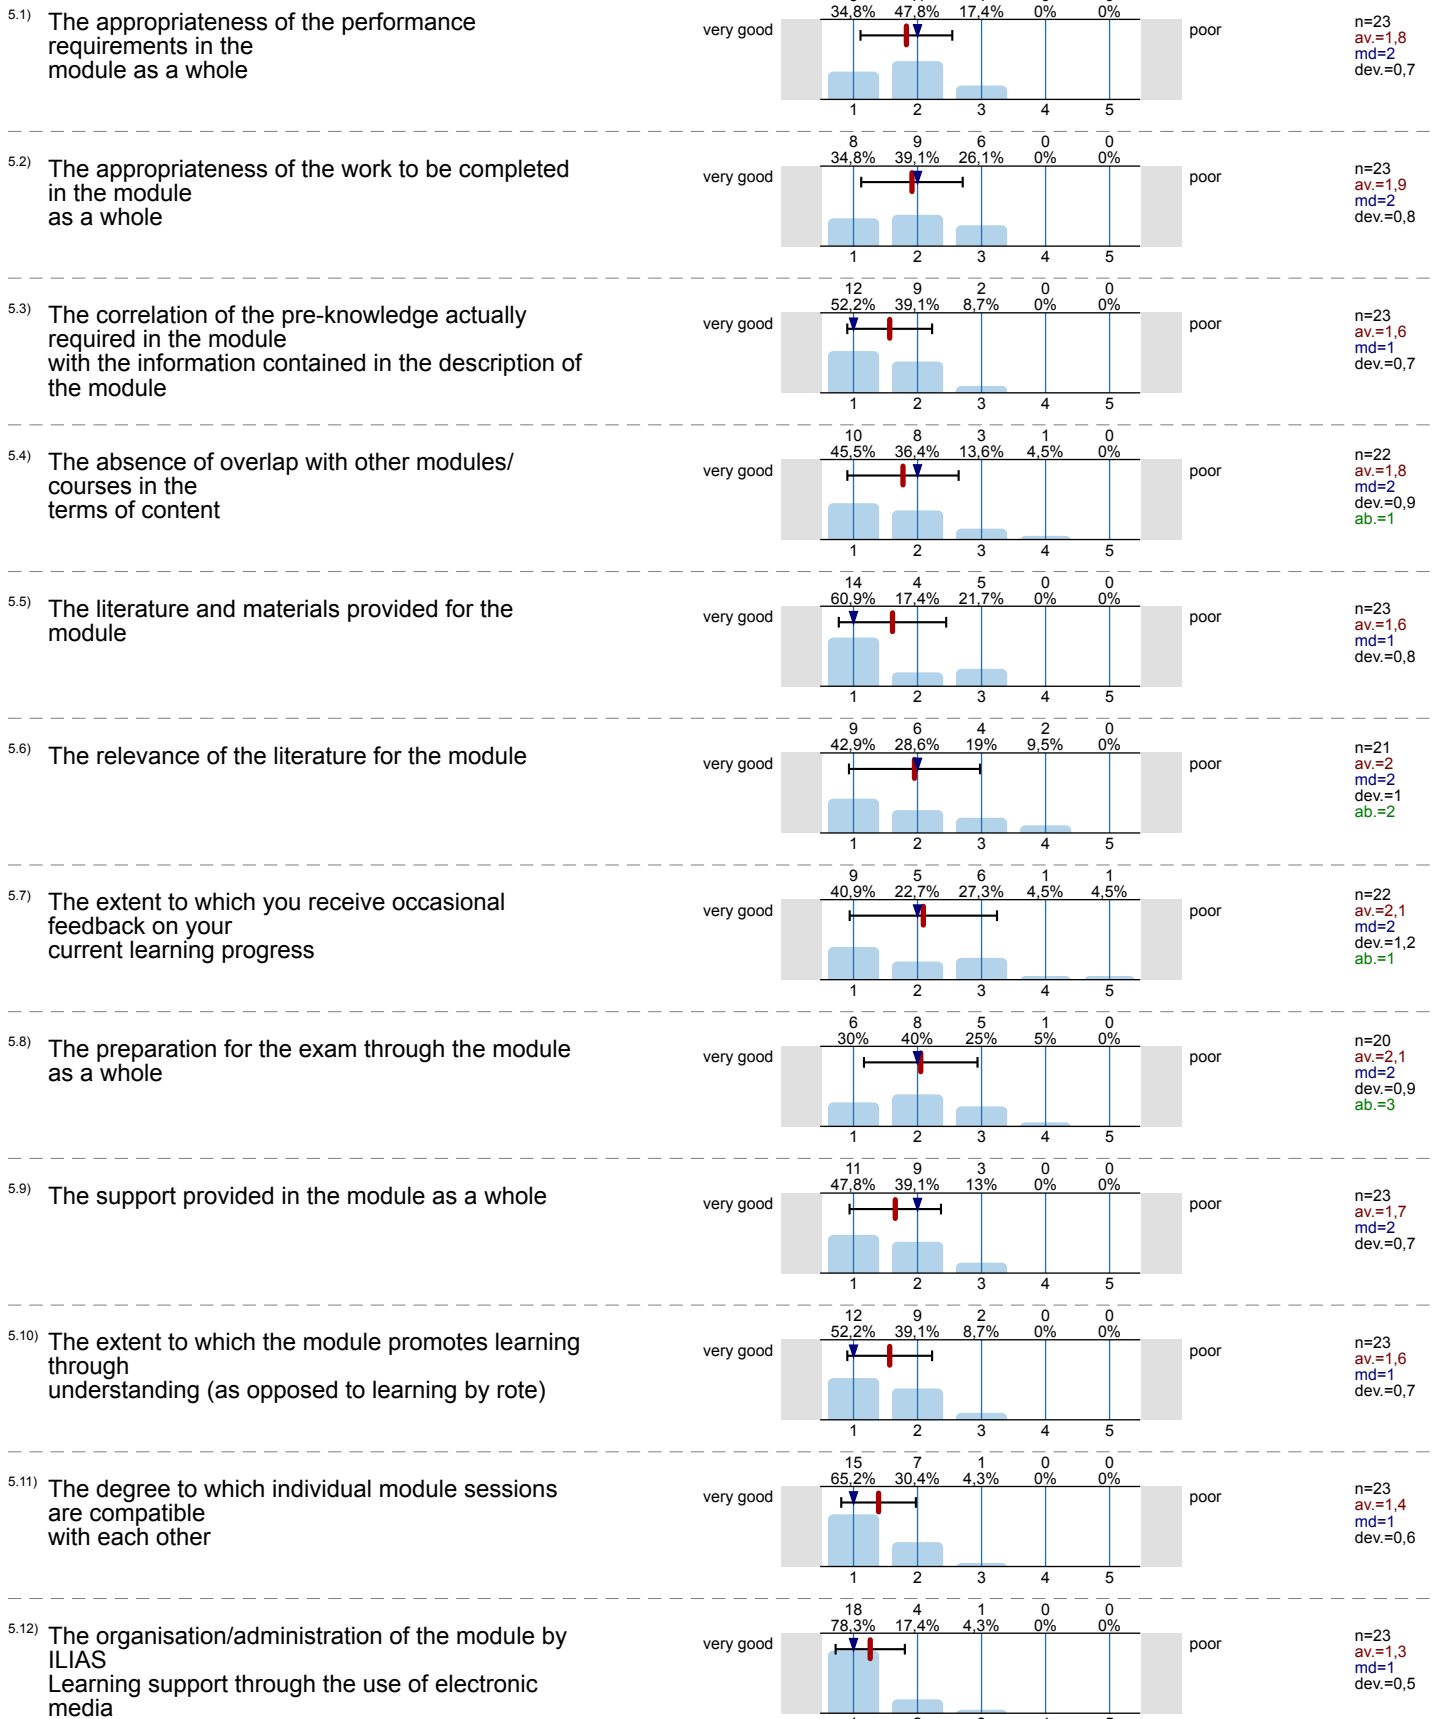 5.1) The appropriateness of the performance
requirements in the
module as a whole
34,8% 47,8% 17,4% 0% 0%
very good
poor
1 2 3 4 5
n=23
av.=1,8
md=2
dev.=0,7
5.2) The appropriateness of the work to be completed
in the module
as a whole
8 9 6 0 0
34,8% 39,1% 26,1% 0% 0%
very good
poor
1 2 3 4 5
n=23
av.=1,9
md=2
dev.=0,8
5.3) The correlation of the pre-knowledge actually
required in the module
with the information contained in the description of
the module
12 9 2 0 0
52,2% 39,1% 8,7% 0% 0%
very good
poor
1 2 3 4 5
n=23
av.=1,6
md=1
dev.=0,7
5.4) The absence of overlap with other modules/
courses in the
terms of content
10 8 3 1 0
45,5% 36,4% 13,6% 4,5% 0%
very good
poor
1 2 3 4 5
n=22
av.=1,8
md=2
dev.=0,9
ab.=1
5.5) The literature and materials provided for the
module
14 4 5 0 0
60,9% 17,4% 21,7% 0% 0%
very good
poor
1 2 3 4 5
n=23
av.=1,6
md=1
dev.=0,8
5.6) The relevance of the literature for the module
9 6 4 2 0
42,9% 28,6% 19% 9,5% 0%
very good
poor
1 2 3 4 5
n=21
av.=2
md=2
dev.=1
ab.=2
5.7) The extent to which you receive occasional
feedback on your
current learning progress
9 5 6 1 1
40,9% 22,7% 27,3% 4,5% 4,5%
very good
poor
1 2 3 4 5
n=22
av.=2,1
md=2
dev.=1,2
ab.=1
5.8) The preparation for the exam through the module
as a whole
6 8 5 1 0
30% 40% 25% 5% 0%
very good
poor
1 2 3 4 5
n=20
av.=2,1
md=2
dev.=0,9
ab.=3
5.9) The support provided in the module as a whole
11 9 3 0 0
47,8% 39,1% 13% 0% 0%
very good
poor
1 2 3 4 5
n=23
av.=1,7
md=2
dev.=0,7
5.10) The extent to which the module promotes learning
through
understanding (as opposed to learning by rote)
12 9 2 0 0
52,2% 39,1% 8,7% 0% 0%
very good
poor
1 2 3 4 5
n=23
av.=1,6
md=1
dev.=0,7
5.11) The degree to which individual module sessions
are compatible
with each other
15 7 1 0 0
65,2% 30,4% 4,3% 0% 0%
very good
poor
1 2 3 4 5
n=23
av.=1,4
md=1
dev.=0,6
5.12) The organisation/administration of the module by
ILIAS
Learning support through the use of electronic
media
18 4 1 0 0
78,3% 17,4% 4,3% 0% 0%
very good
poor
n=23
av.=1,3
md=1
dev.=0,5